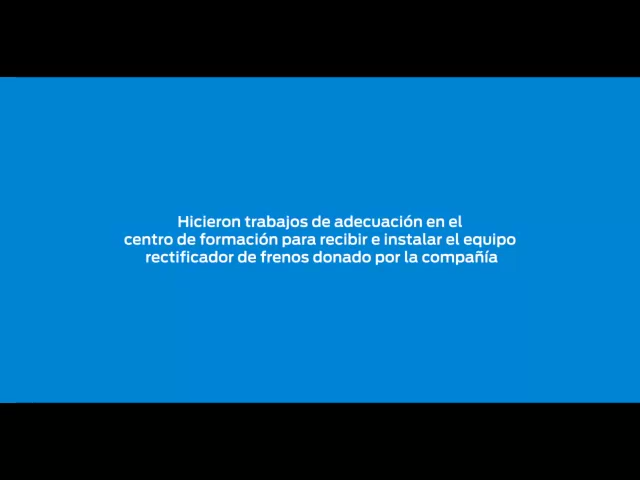 Hicieron trabajos de adecuación en el
centro de formación para recibir e instalar el equipo
rectificador de frenos donado por la compañía